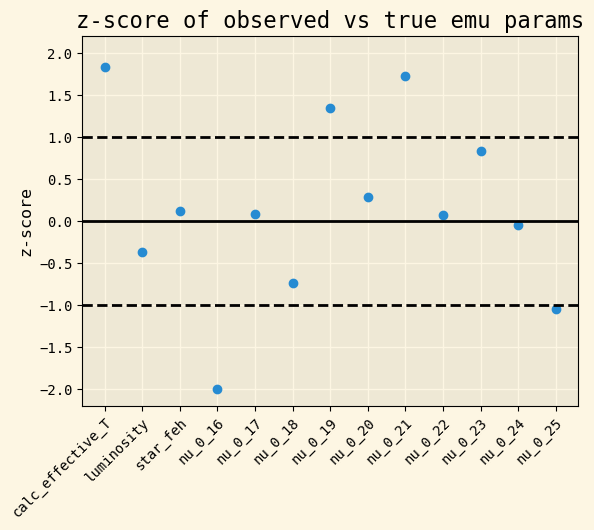 z-score of observed vs true emu params
z-score
2.0
1.5
1.0
0.5
0.0
−0.5
−1.0
−1.5
−2.0
calc_effective_T
luminosity
star_feh
nu_0_16
nu_0_17
nu_0_18
nu_0_19
nu_0_20
nu_0_21
nu_0_22
nu_0_23
nu_0_24
nu_0_25